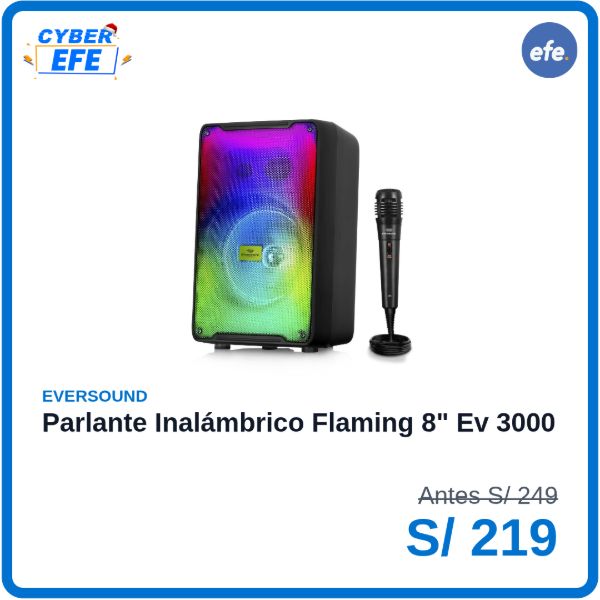 CYBER
EFE
efe.
EVERSOUND
Parlante Inalámbrico Flaming 8" Ev 3000
Antes S/ 249
S/ 219